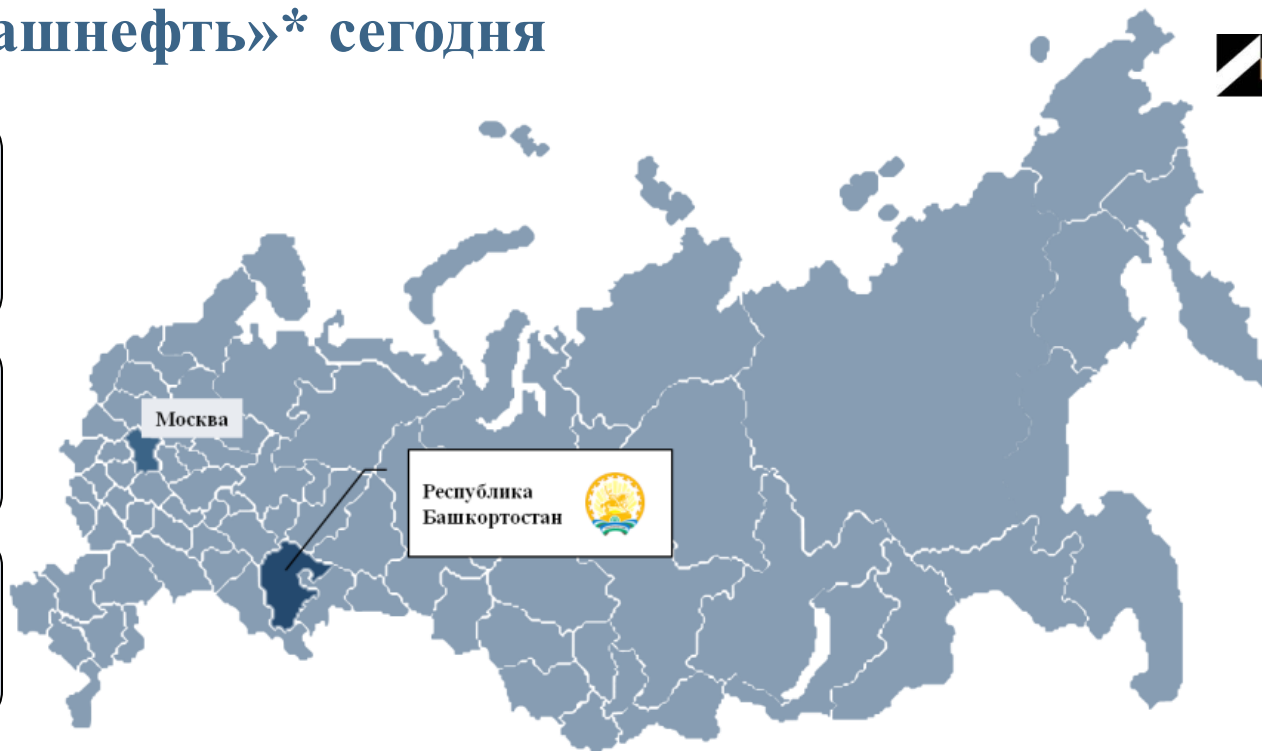 ашнефть»* сегодня
Москва
Республика
Башкортостан